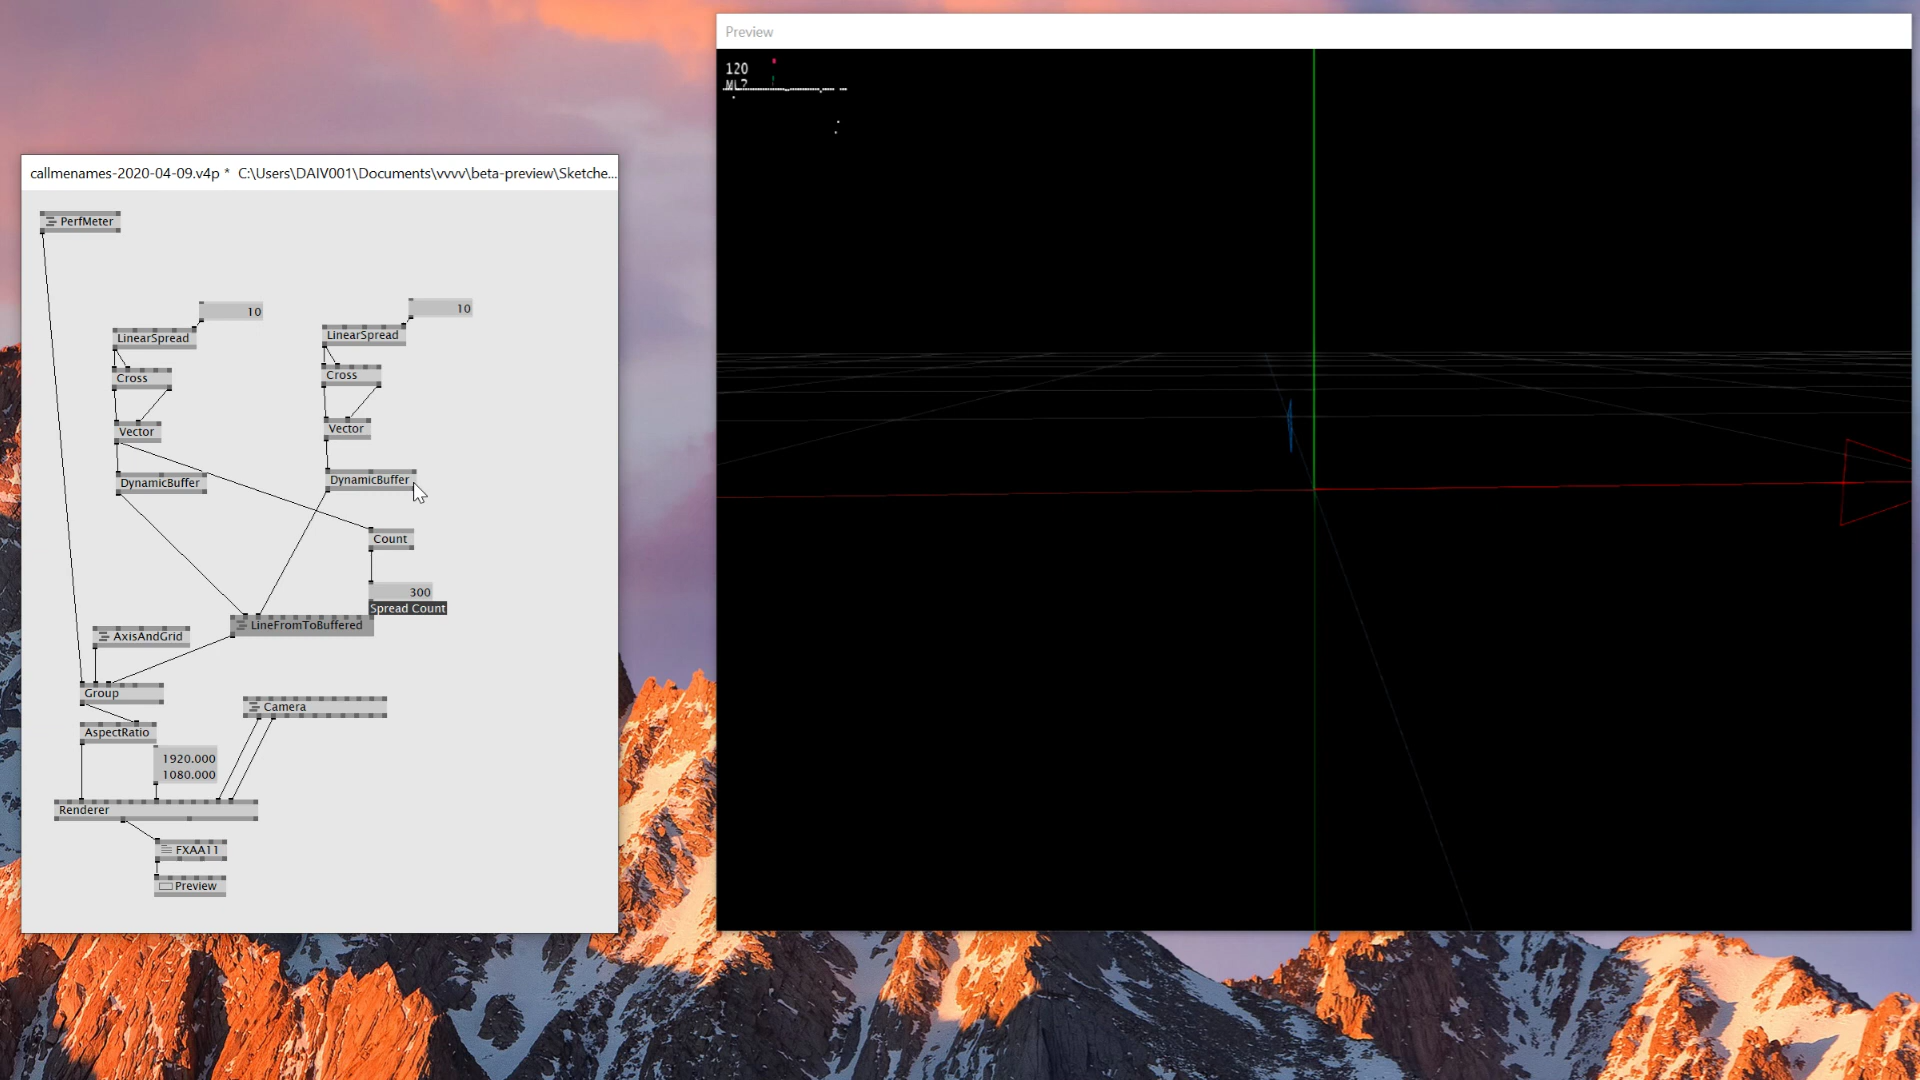 Preview
120
callmenames-2020-04-09.v4p * C:\Users\DAIV001\Documents\vvvv\beta-preview\Sketche...
PerfMeter
10
10
LinearSpread
LinearSpread
Cross
Cross
Vector
Vector
DynamicBuffer
DynamicBuffer
Count
300
Spread Count
LineFromToBuffered
AxisAndGrid
Group
Camera
AspectRatio
1920.000
1080.000
Renderer
FXAA11
Preview